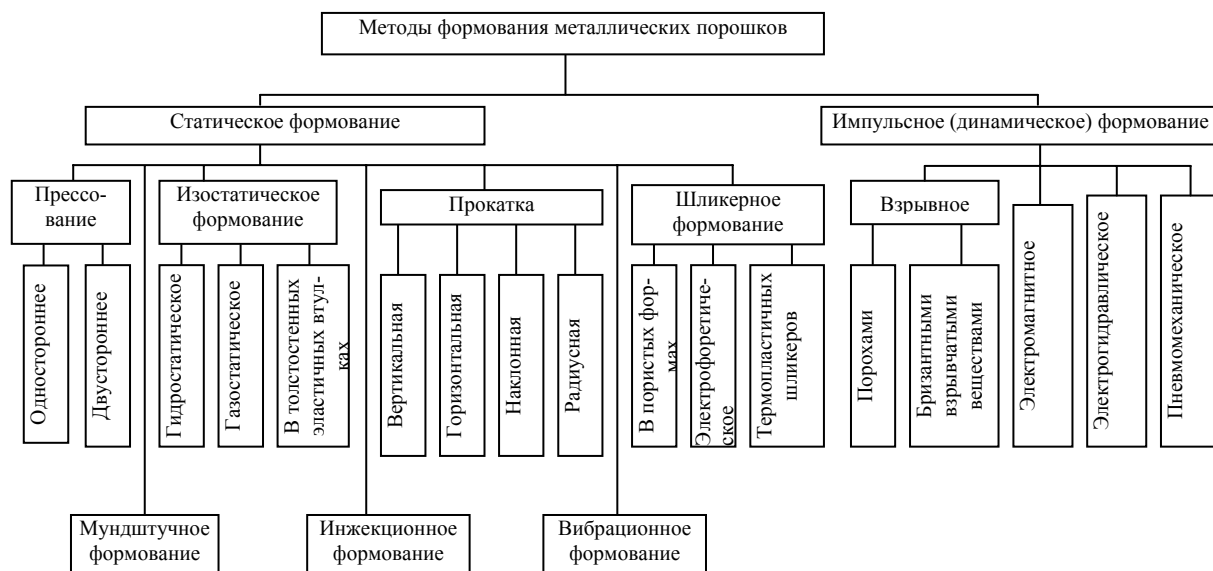 Методы формования металлических порошков
Статическое формование
Импульсное (динамическое) формование
Прессо-
вание
Изостатическое
формование
Прокатка
Шликерное
формование
Взрывное
Одностороннее
Двустороннее
Гидростатическое
Газостатическое
В толстостенных
эластичных втул-
ках
Вертикальная
Горизонтальная
Наклонная
Радиусная
В пористых фор-
мах
Электрофоретиче-
ское
Термопластичных
шликеров
Порохами
Бризантными
взрывчатыми
веществами
Электромагнитное
Электрогидравлическое
Пневмомеханическое
Мундштучное
формование
Инжекционное
формование
Вибрационное
формование